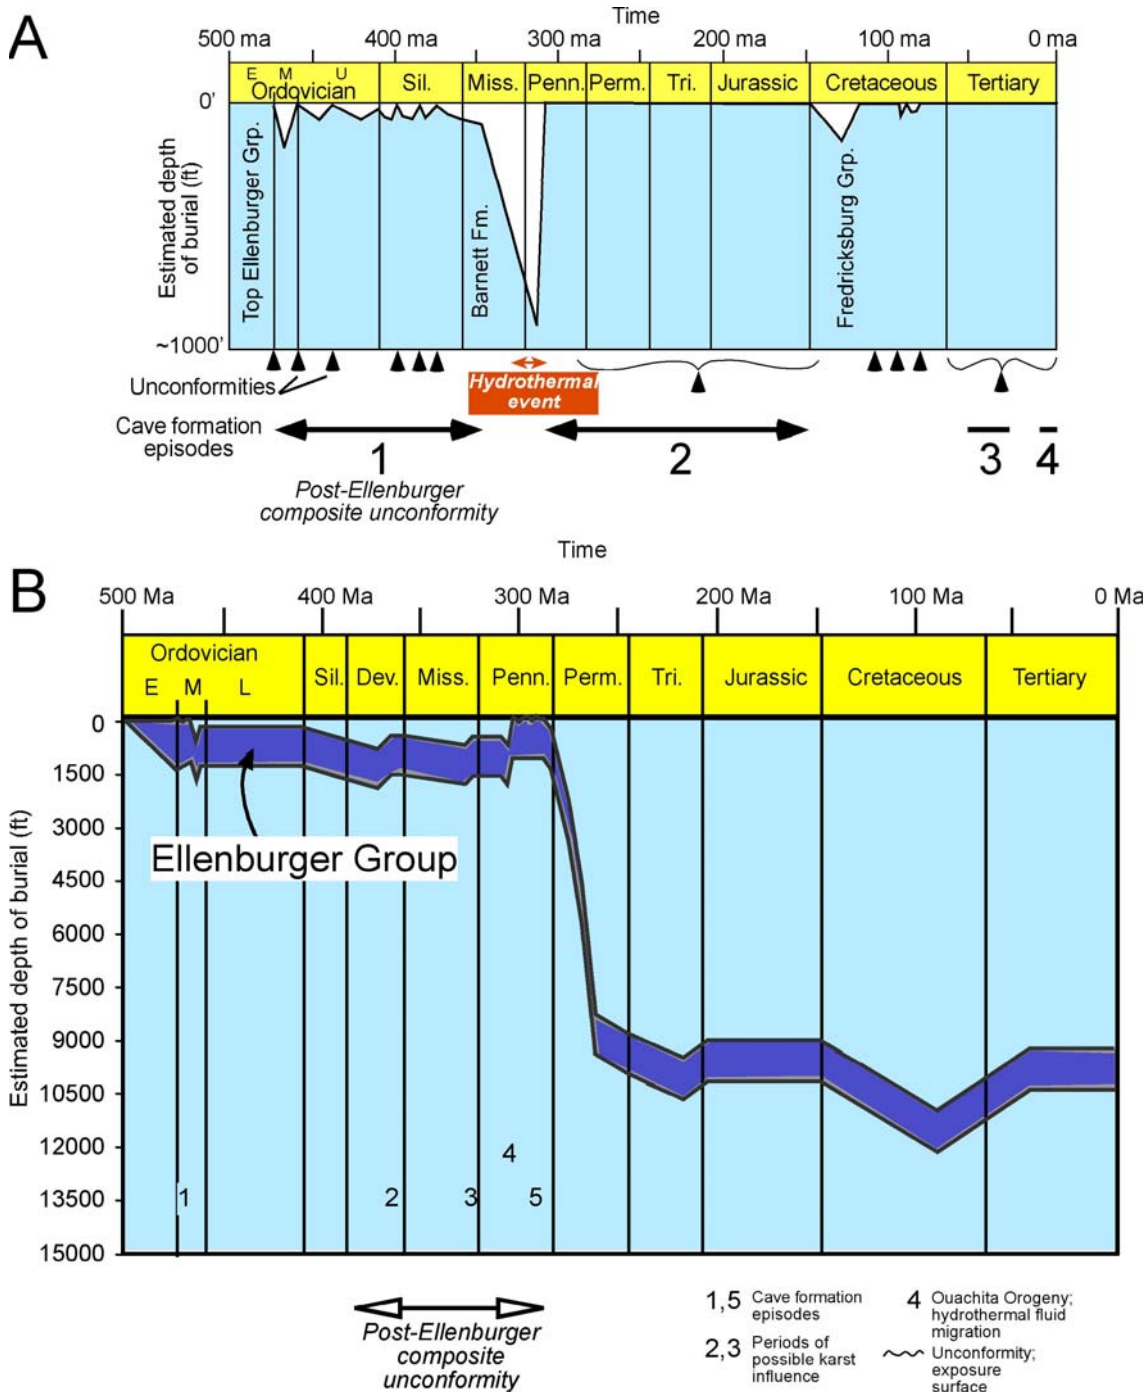 A
Time
500 ma 400 ma 300 ma 200 ma 100 ma 0 ma
E M U
Ordovician Sil. Miss. Penn. Perm. Tri. Jurassic Cretaceous Tertiary
0'
Estimated depth
of burial (ft)
Top Ellenburger Grp.
Barnett Fm.
Fredricksburg Grp.
~1000'
Unconformities
Hydrothermal
event
Cave formation
episodes
1 2 3 4
Post-Ellenburger
composite unconformity
B
Time
500 Ma 400 Ma 300 Ma 200 Ma 100 Ma 0 Ma
Ordovician
E M L
Sil. Dev. Miss. Penn. Perm. Tri. Jurassic Cretaceous Tertiary
Estimated depth of burial (ft)
0
1500
3000
Ellenburger Group
4500
6000
7500
9000
10500
12000
4
13500
1 2 3 5
15000
Post-Ellenburger
composite
unconformity
1,5 Cave formation
episodes
2,3 Periods of
possible karst
influence
4 Ouachita Orogeny;
hydrothermal fluid
migration
Unconformity;
exposure
surface